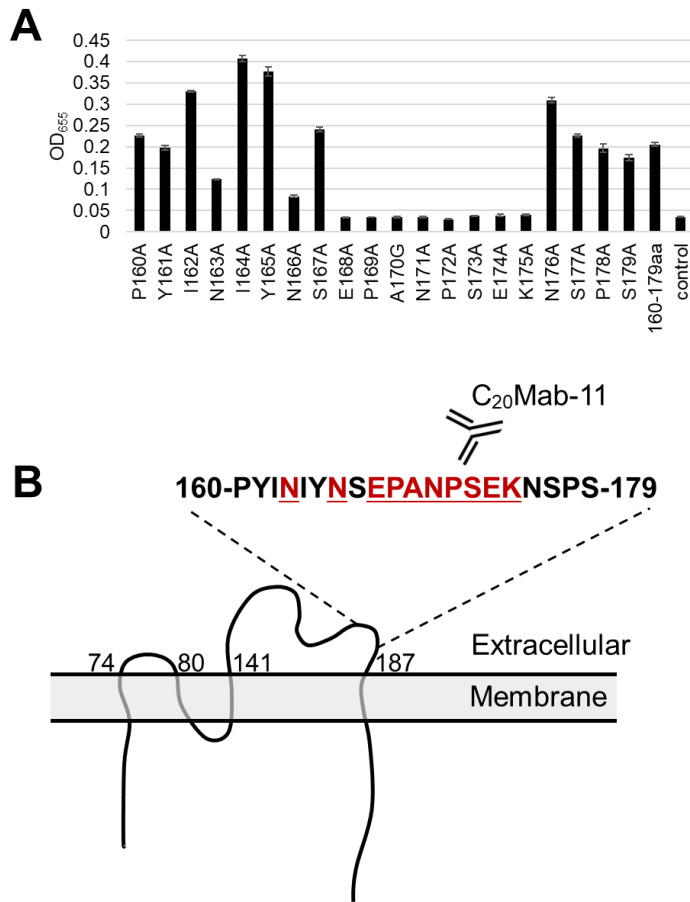 A
OD655
0.45
0.4
0.35
0.3
0.25
0.2
0.15
0.1
0.05
0
P160A
Y161A
I162A
N163A
I164A
Y165A
N166A
S167A
E168A
P169A
A170G
N171A
P172A
S173A
E174A
K175A
N176A
S177A
P178A
S179A
160-179aa
control
C20Mab-11
B
160-PYINIYNSEPANPSEKNSPS-179
74
80
141
187
Extracellular
Membrane